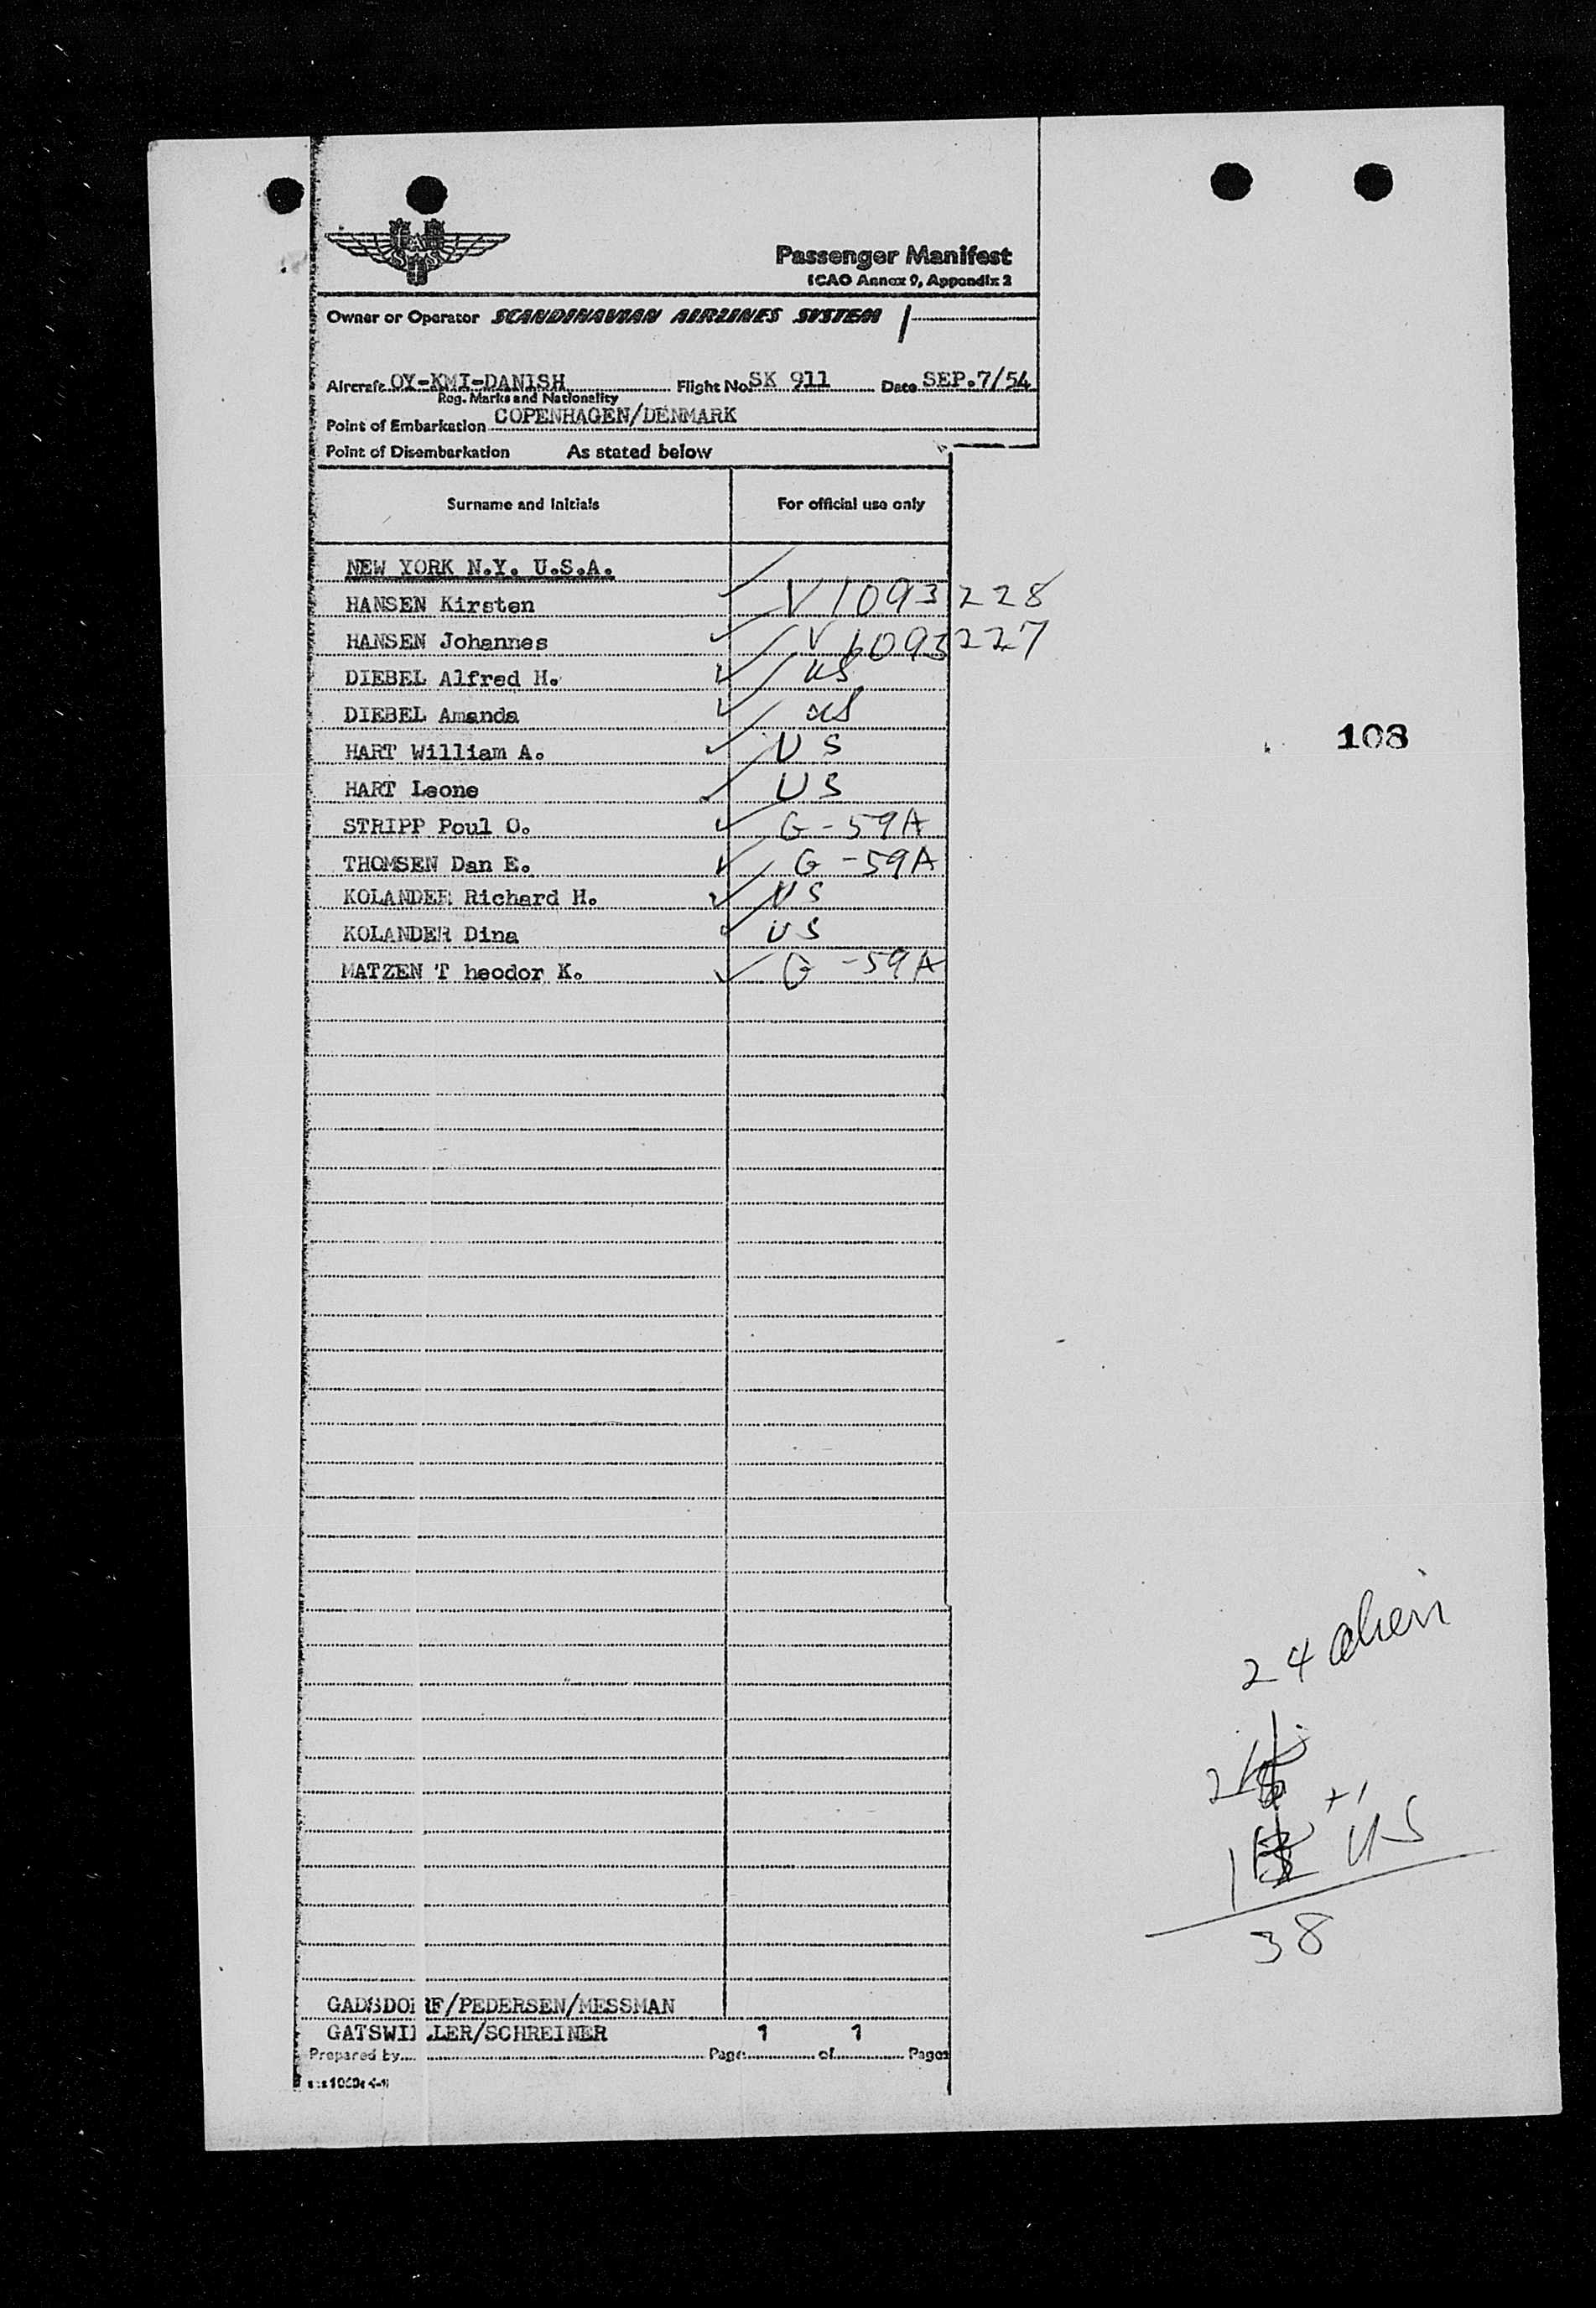 SAS
Passenger Manifest
ICAO Annex 9, Appendix 2
Owner or Operator SCANDINAVIAN AIRLINES SYSTEM
Aircraft OY-KMI-DANISH Flight No. SK 911 Date SEP.7/54
Reg. Marks and Nationality
Point of Embarkation COPENHAGEN/DENMARK
Point of Disembarkation As stated below
Surname and Initials For official use only
NEW YORK N.Y. U.S.A.
HANSEN Kirsten V1093228
HANSEN Johannes V 1093227
DIEBEL Alfred H. US
DIEBEL Amanda US
HART William A. US
HART Leone US
STRIPP Poul O. G-59A
THOMSEN Dan E. G-59A
KOLANDER Richard H. US
KOLANDER Dina US
MATZEN T heodor K. G-59A
108
24 alien
+1
US
38
GADSDORF/PEDERSEN/MESSMAN
GATSWILLER/SCHREINER
Prepared by Page 1 of 1 Pages